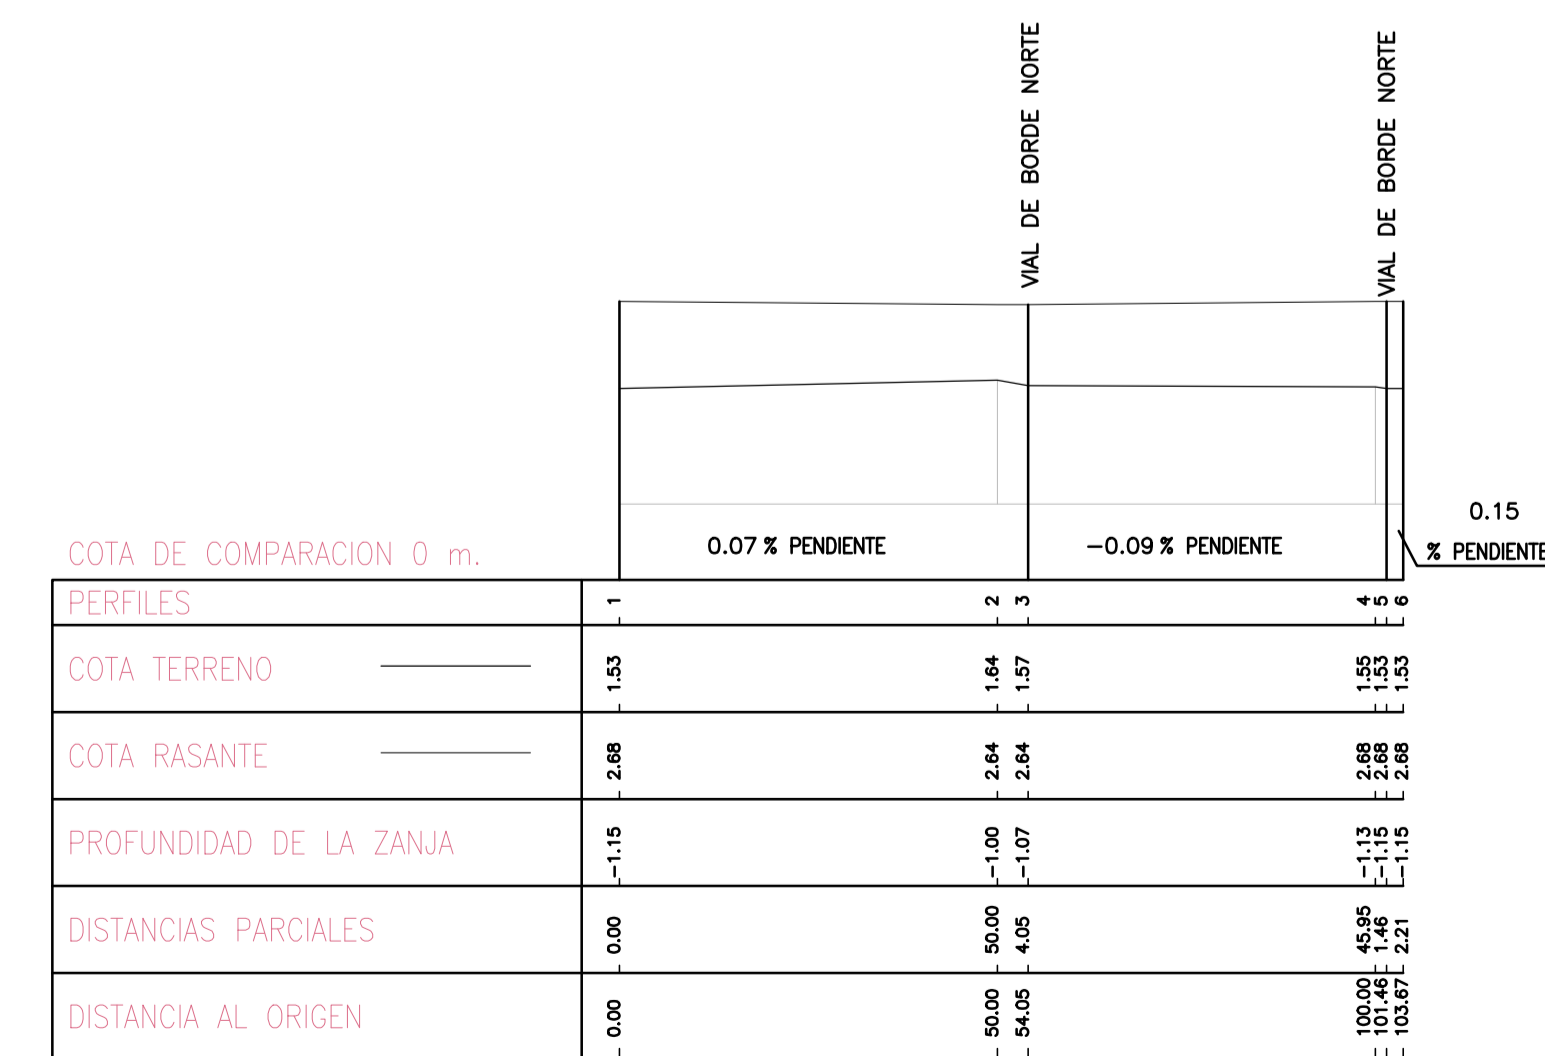 VIAL DE BORDE NORTE
VIAL DE BORDE NORTE
0.07 % PENDIENTE
−0.09 % PENDIENTE
0.15
% PENDIENTE
COTA DE COMPARACION 0 m.
PERFILES 1 2 3 4 5 6
COTA TERRENO 1.53 1.64 1.57 1.55 1.53 1.53
COTA RASANTE 2.68 2.64 2.64 2.68 2.68 2.68
PROFUNDIDAD DE LA ZANJA −1.15 −1.00 −1.07 −1.13 −1.15 −1.15
DISTANCIAS PARCIALES 0.00 50.00 4.05 45.95 1.46 2.21
DISTANCIA AL ORIGEN 0.00 50.00 54.05 100.00 101.46 103.67